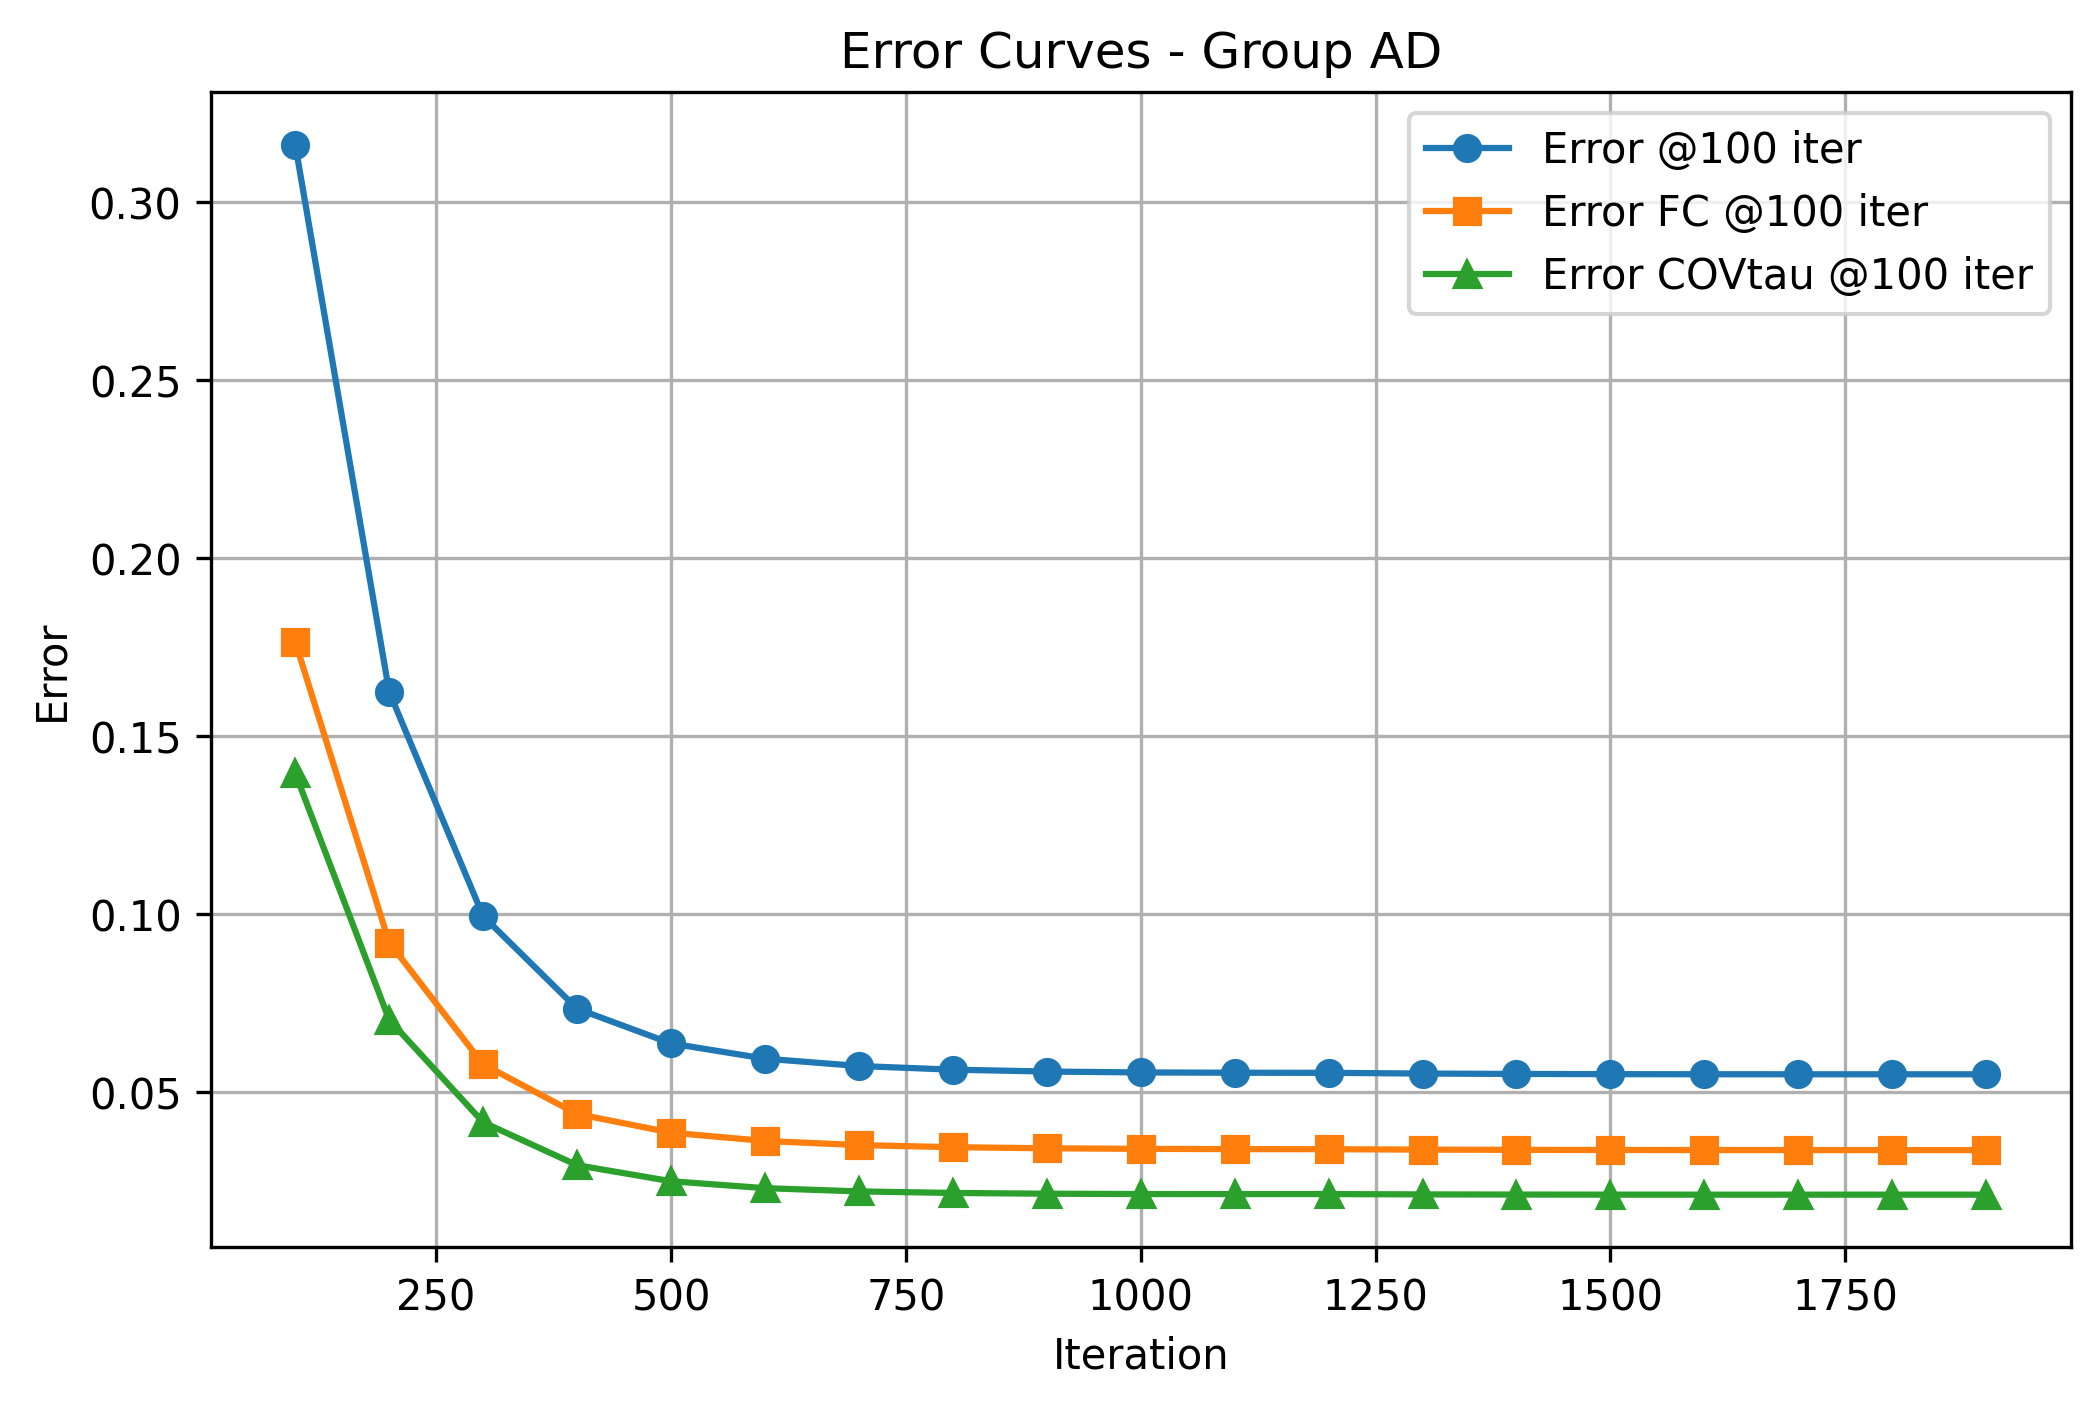 Error Curves - Group AD
Error @100 iter
Error FC @100 iter
Error COVtau @100 iter
0.30
0.25
0.20
0.15
0.10
0.05
Error
250 500 750 1000 1250 1500 1750
Iteration